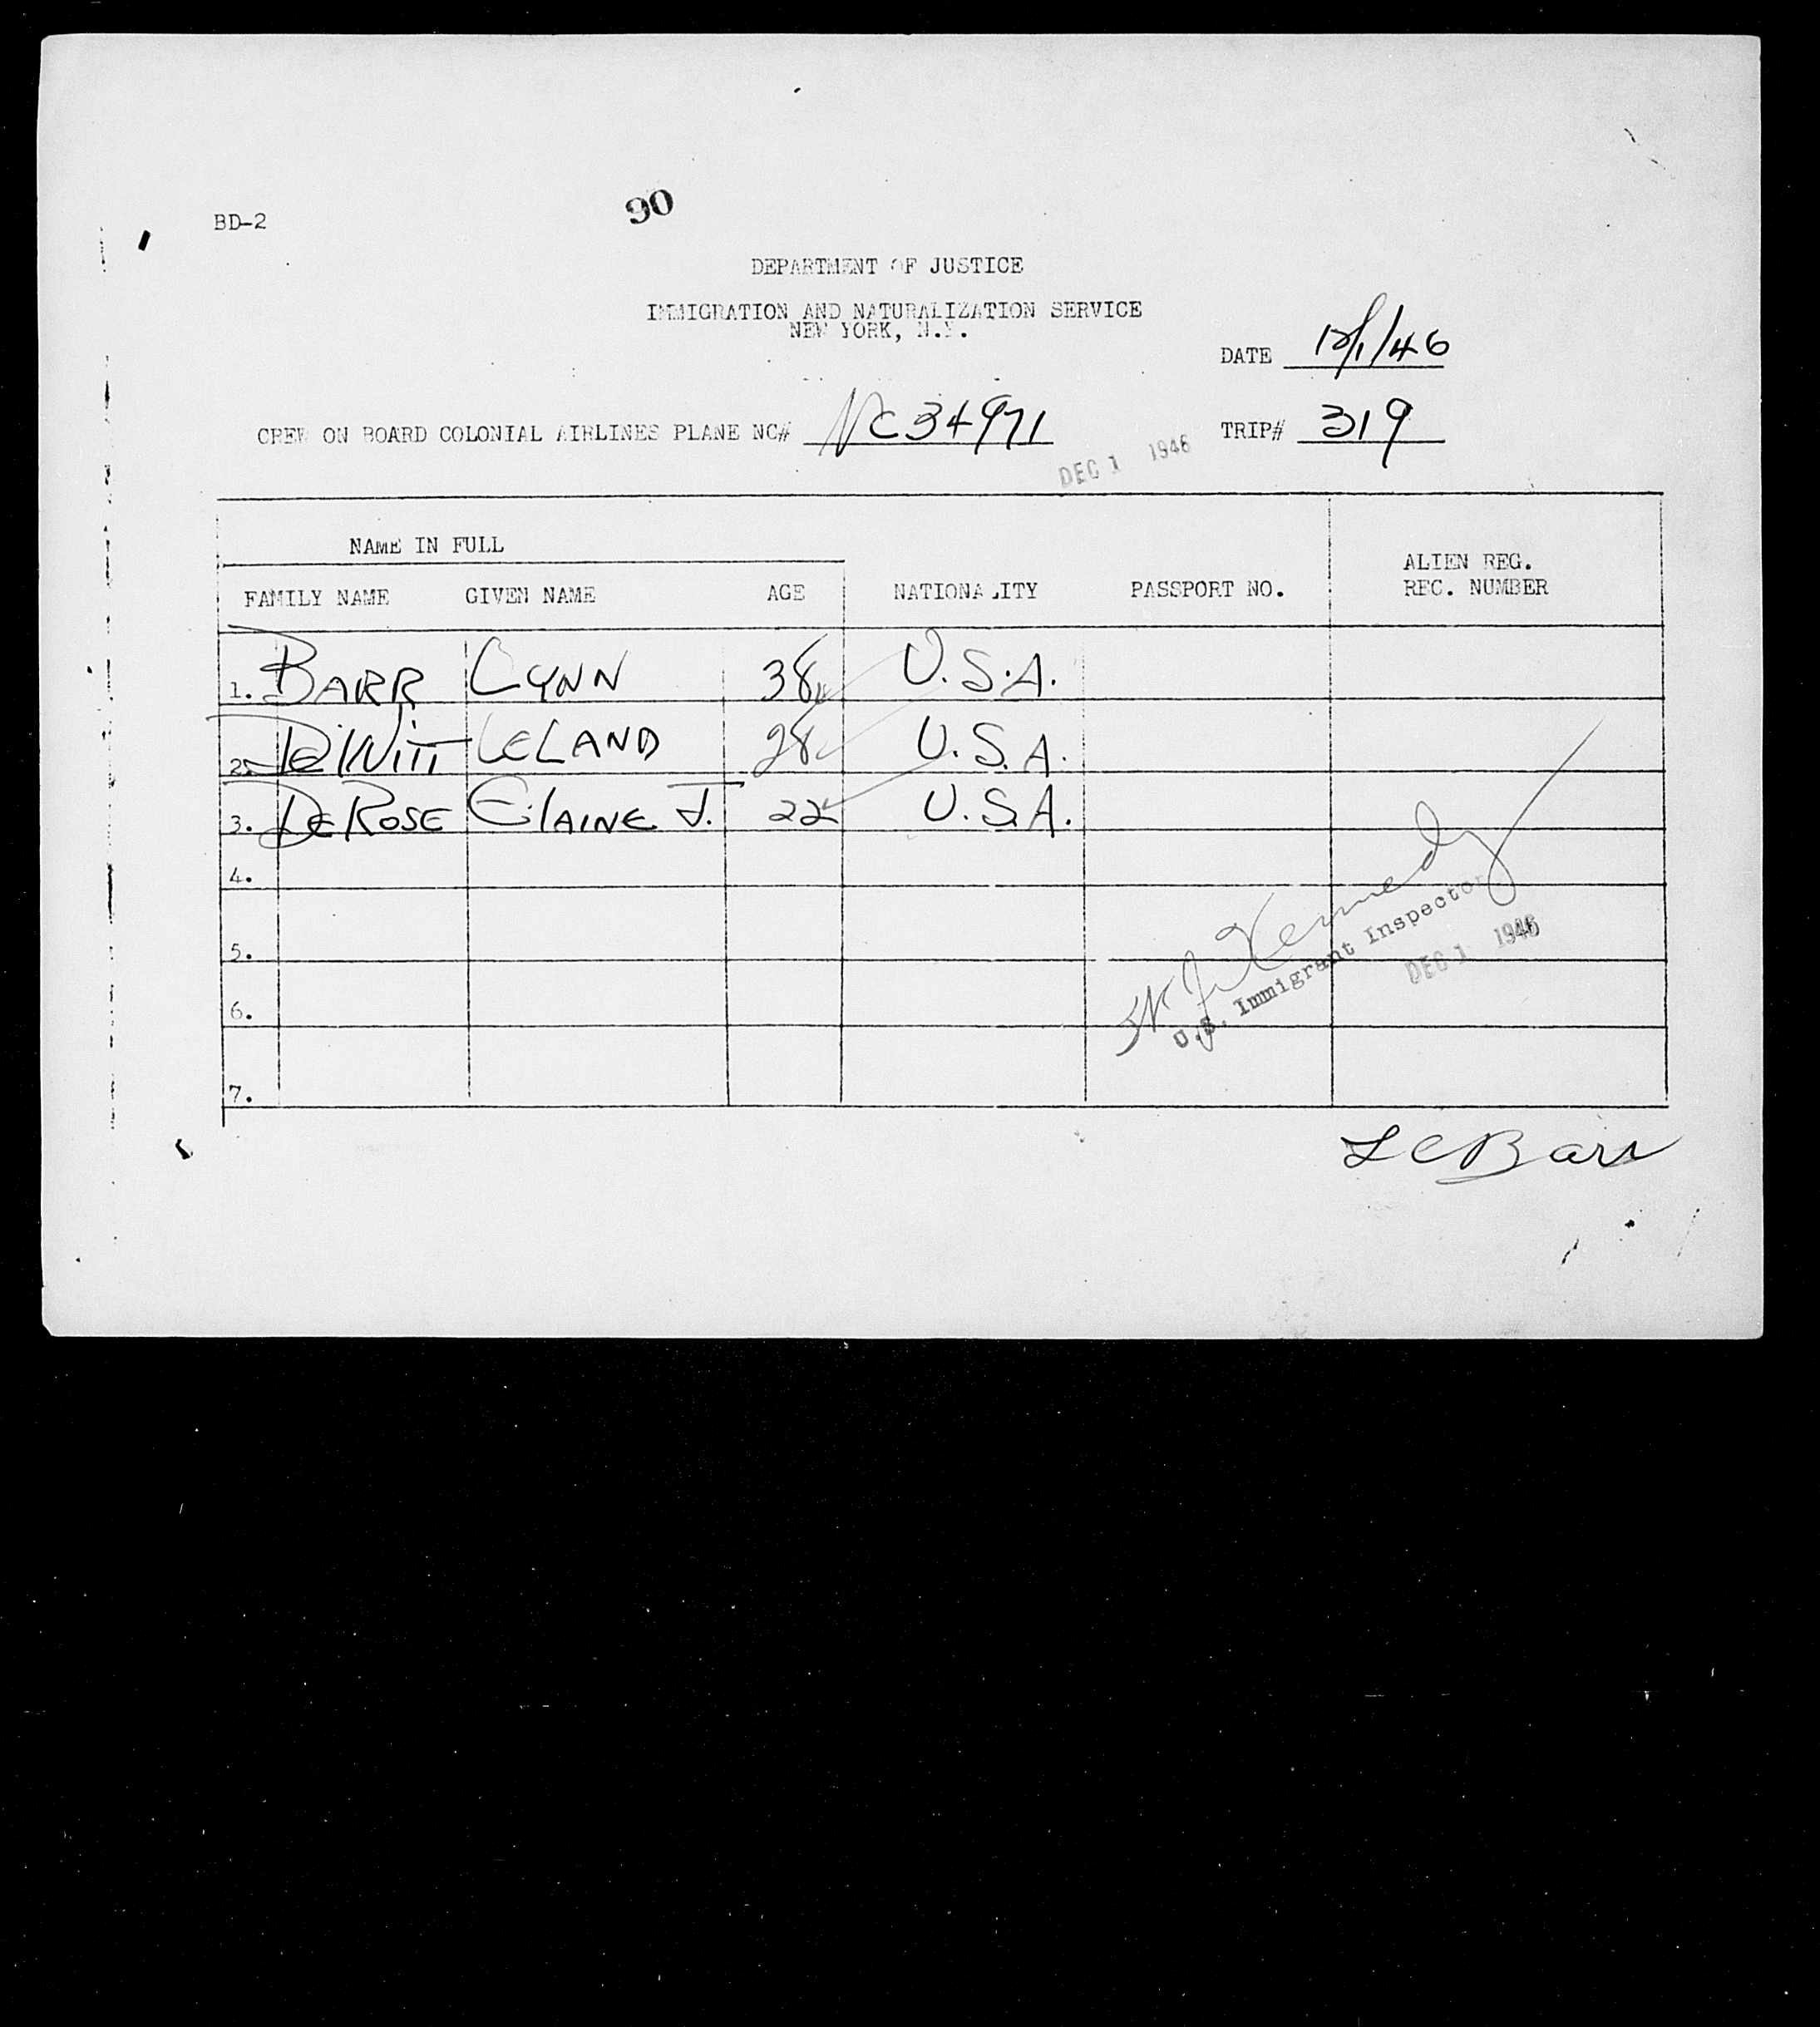 90
BD-2
DEPARTMENT OF JUSTICE
IMMIGRATION AND NATURALIZATION SERVICE
NEW YORK, N.Y.
DATE 12/1/46
CREW ON BOARD COLONIAL AIRLINES PLANE NC# NC34971
TRIP# 319
DEC 1 1946
NAME IN FULL
FAMILY NAME GIVEN NAME AGE NATIONALITY PASSPORT NO. ALIEN REG. REC. NUMBER
1. BARR LYNN 38 U.S.A.
2. DeWitt LELAND 28 U.S.A.
3. DeROSE ElAINE J. 22 U.S.A.
4.
5.
6.
7.
Kennedy
U.S. Immigrant Inspector
DEC 1 1946
L C Barr